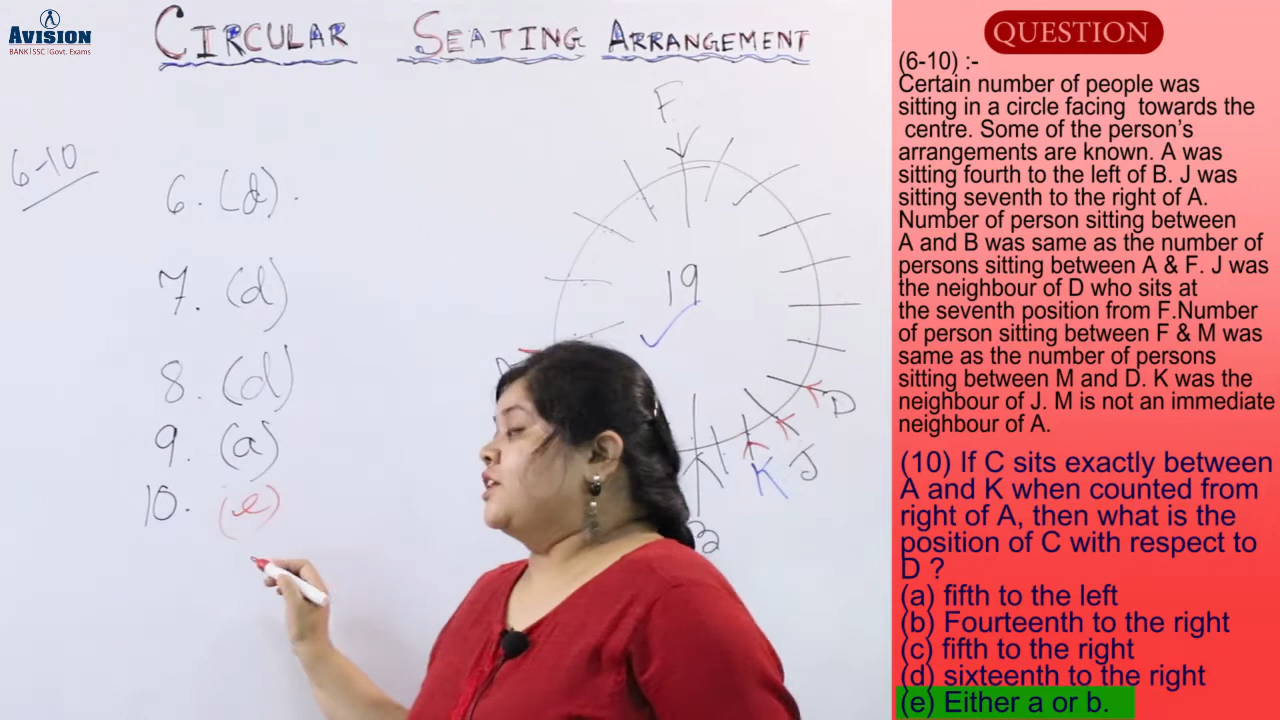 AVISION
BANK|SSC|Govt. Exams
CIRCULAR SEATING ARRANGEMENT
6-10
6. (d).
7. (d)
8. (d)
9. (a)
10. (e)
F
19
D
J
K
B
QUESTION
(6-10) :-
Certain number of people was
sitting in a circle facing towards the
centre. Some of the person's
arrangements are known. A was
sitting fourth to the left of B. J was
sitting seventh to the right of A.
Number of person sitting between
A and B was same as the number of
persons sitting between A & F. J was
the neighbour of D who sits at
the seventh position from F.Number
of person sitting between F & M was
same as the number of persons
sitting between M and D. K was the
neighbour of J. M is not an immediate
neighbour of A.
(10) If C sits exactly between
A and K when counted from
right of A, then what is the
position of C with respect to
D ?
(a) fifth to the left
(b) Fourteenth to the right
(c) fifth to the right
(d) sixteenth to the right
(e) Either a or b.